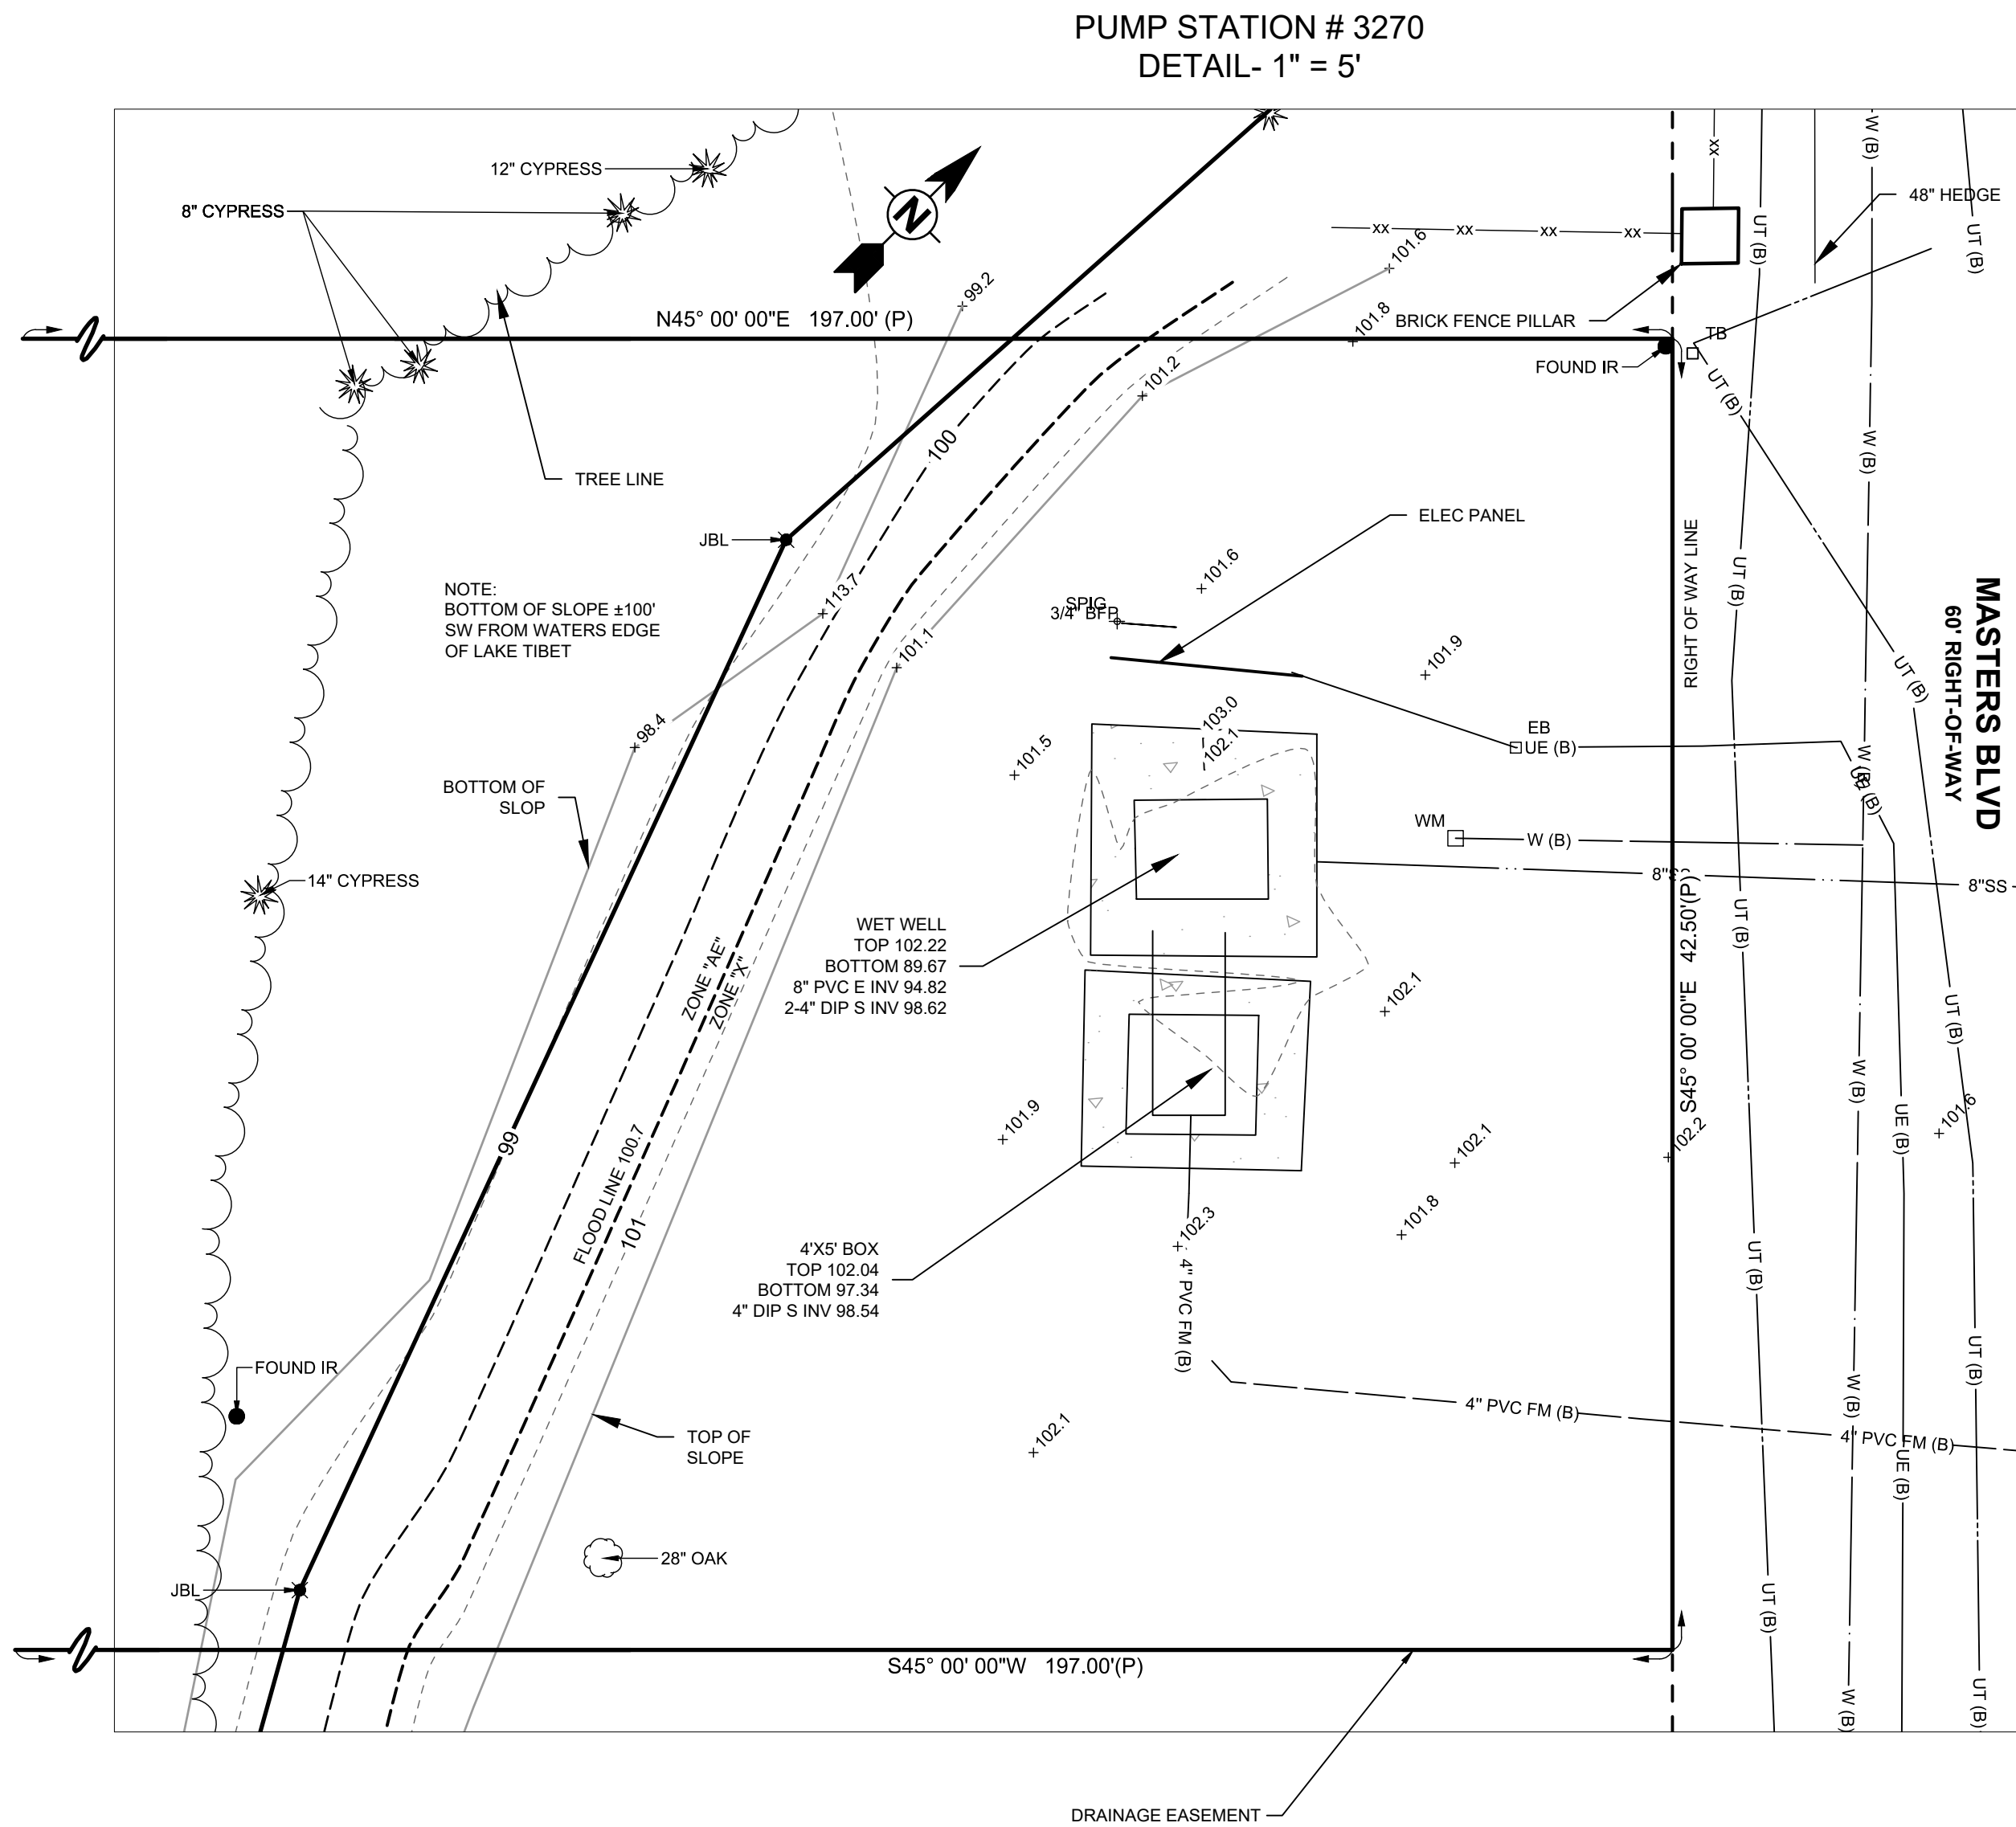 PUMP STATION # 3270
DETAIL- 1" = 5'
12" CYPRESS
8" CYPRESS
N
99.2
101.6
101.8
101.2
N45° 00' 00"E 197.00' (P)
XX
XX
XX
XX
XX
48" HEDGE
BRICK FENCE PILLAR
FOUND IR
TB
UT (B)
W (B)
UT (B)
UT (B)
W (B)
TREE LINE
100
JBL
ELEC PANEL
RIGHT OF WAY LINE
UT (B)
MASTERS BLVD
60' RIGHT-OF-WAY
NOTE:
BOTTOM OF SLOPE ±100'
SW FROM WATERS EDGE
OF LAKE TIBET
113.7
101.1
101.6
SPIG
3/4" BFP
101.9
UT (B)
98.4
103.0
102.1
101.5
EB
UE (B)
W (B)
UE (B)
BOTTOM OF
SLOP
WM
W (B)
14" CYPRESS
8"SS
8"SS
UT (B)
S45° 00' 00"E 42.50'(P)
WET WELL
TOP 102.22
BOTTOM 89.67
8" PVC E INV 94.82
2-4" DIP S INV 98.62
ZONE "AE"
ZONE "X"
102.1
UT (B)
W (B)
UE (B)
101.6
99
101.9
102.1
102.2
FLOOD LINE 100.7
101
101.8
102.3
4'X5' BOX
TOP 102.04
BOTTOM 97.34
4" DIP S INV 98.54
4" PVC FM (B)
UT (B)
UT (B)
FOUND IR
4" PVC FM (B)
W (B)
4" PVC FM (B)
UE (B)
TOP OF
SLOPE
102.1
28" OAK
JBL
UT (B)
W (B)
UT (B)
S45° 00' 00"W 197.00'(P)
DRAINAGE EASEMENT